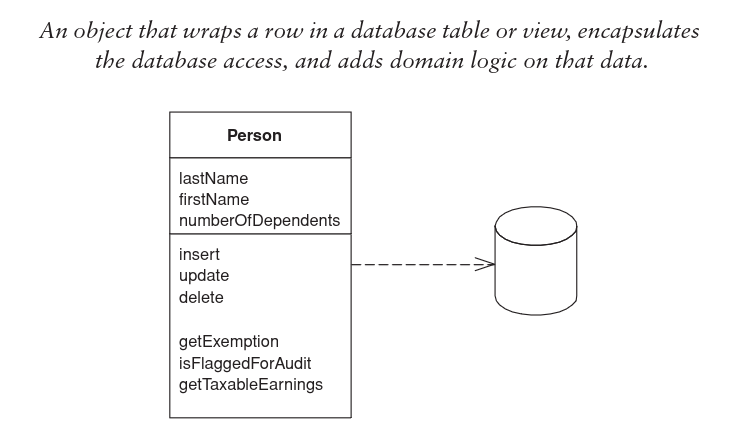 An object that wraps a row in a database table or view, encapsulates
the database access, and adds domain logic on that data.
Person
lastName
firstName
numberOfDependents
insert
update
delete
getExemption
isFlaggedForAudit
getTaxableEarnings